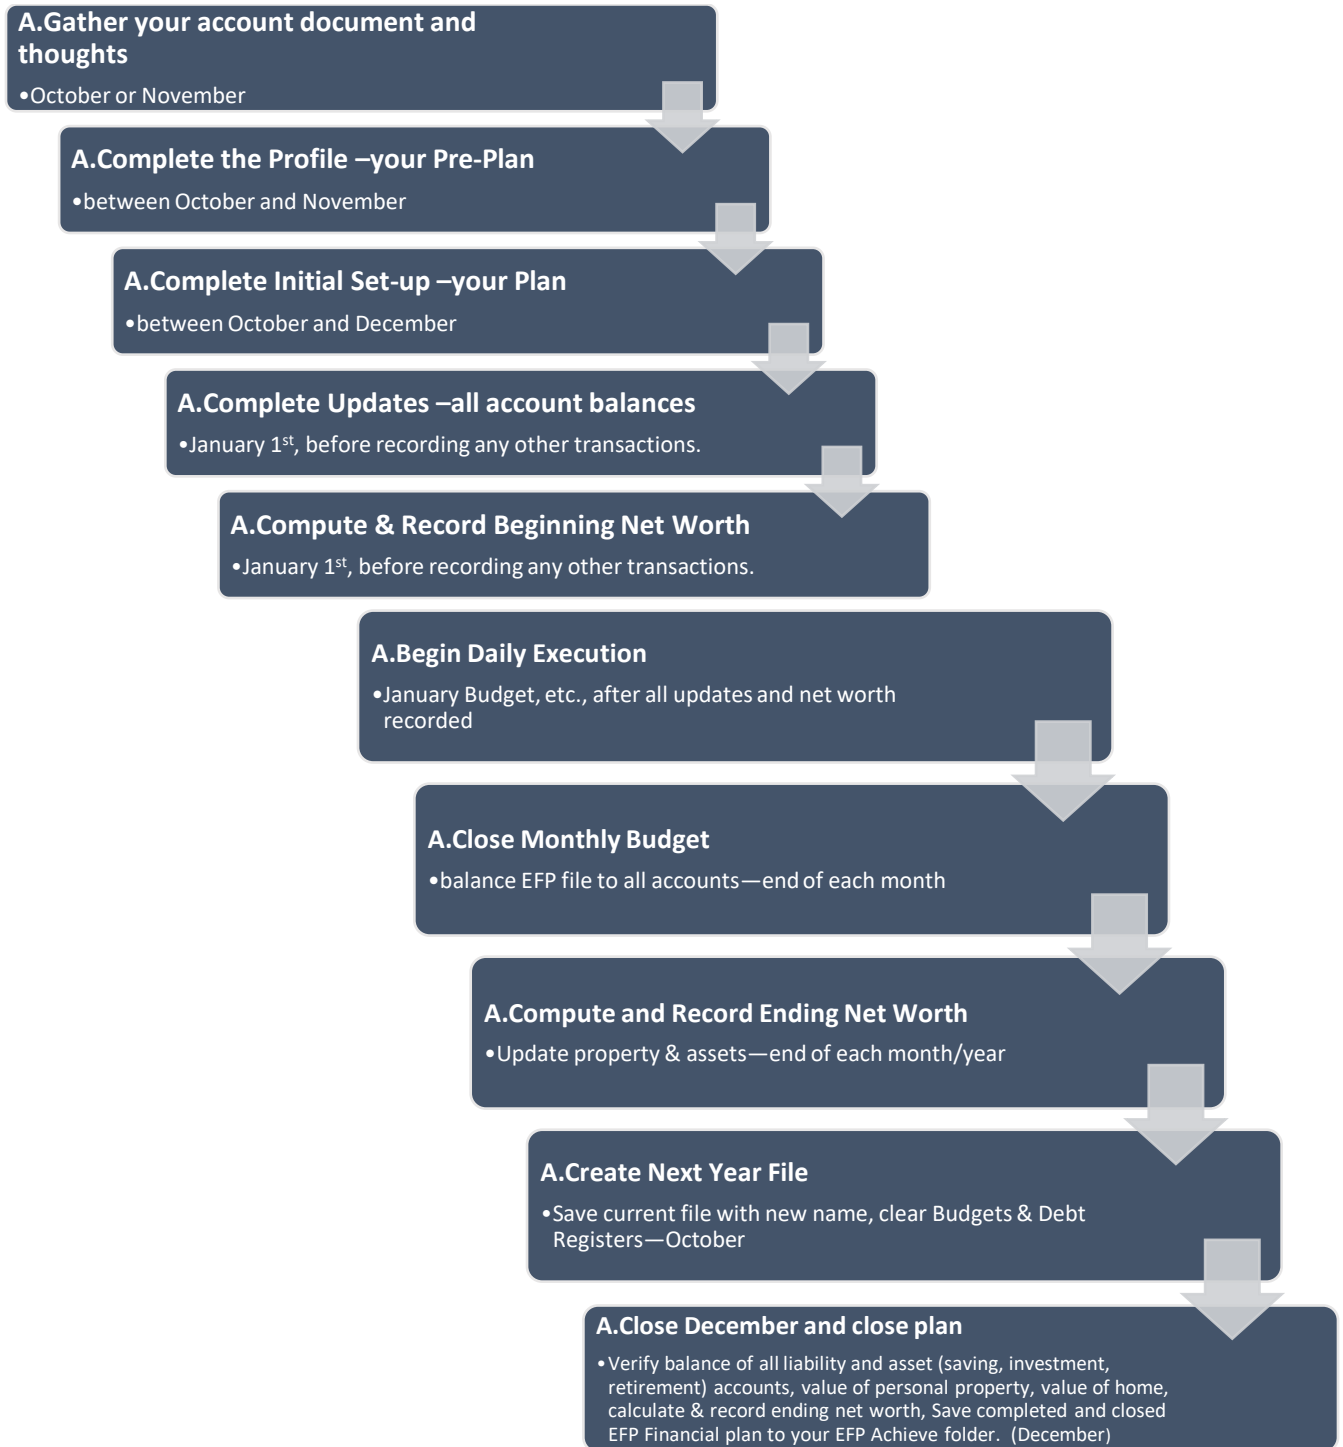 A.Gather your account document and
thoughts
•October or November
A.Complete the Profile –your Pre-Plan
•between October and November
A.Complete Initial Set-up –your Plan
•between October and December
A.Complete Updates –all account balances
•January 1st, before recording any other transactions.
A.Compute & Record Beginning Net Worth
•January 1st, before recording any other transactions.
A.Begin Daily Execution
•January Budget, etc., after all updates and net worth
recorded
A.Close Monthly Budget
•balance EFP file to all accounts—end of each month
A.Compute and Record Ending Net Worth
•Update property & assets—end of each month/year
A.Create Next Year File
•Save current file with new name, clear Budgets & Debt
Registers—October
A.Close December and close plan
•Verify balance of all liability and asset (saving, investment,
retirement) accounts, value of personal property, value of home,
calculate & record ending net worth, Save completed and closed
EFP Financial plan to your EFP Achieve folder. (December)